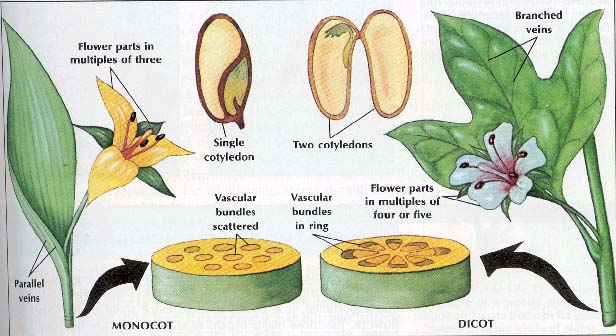 Flower parts in
multiples of three
Single
cotyledon
Two cotyledons
Branched
veins
Flower parts
in multiples of
four or five
Vascular
bundles
scattered
Vascular
bundles
in ring
Parallel
veins
MONOCOT
DICOT